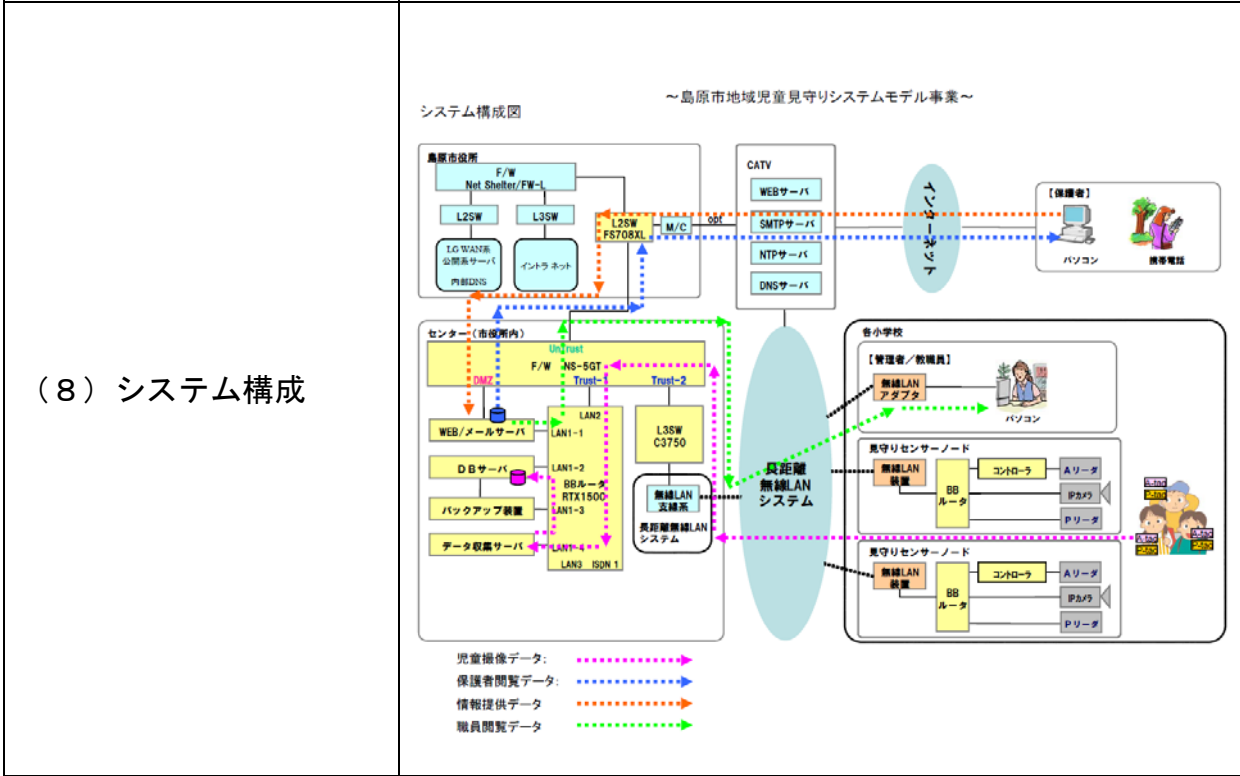 （８）システム構成
～島原市地域児童見守りシステムモデル事業～
システム構成図
島原市役所
F/W
Net Shelter/FW-L
L2SW
L3SW
L2SW
FS708XL
M/C
opt
LG WAN系
公開系サーバ
内部DNS
イントラネット
CATV
WEBサーバ
SMTPサーバ
NTPサーバ
DNSサーバ
インターネット
【保護者】
パソコン
携帯電話
センター（市役所内）
UnTrust
F/W NS-5GT
DMZ
Trust-1
Trust-2
WEB/メールサーバ
DBサーバ
バックアップ装置
データ収集サーバ
LAN2
LAN1-1
LAN1-2
BBルータ
RTX1500
LAN1-3
LAN1-4
LAN3 ISDN 1
L3SW
C3750
無線LAN
支線系
長距離無線LAN
システム
長距離
無線LAN
システム
各小学校
【管理者／教職員】
無線LAN
アダプタ
パソコン
見守りセンサーノード
無線LAN
装置
BB
ルータ
コントローラ
Aリーダ
IPカメラ
Pリーダ
A-tag
P-tag
A-tag
P-tag
A-tag
P-tag
見守りセンサーノード
無線LAN
装置
BB
ルータ
コントローラ
Aリーダ
IPカメラ
Pリーダ
児童撮像データ:
保護者閲覧データ:
情報提供データ
職員閲覧データ